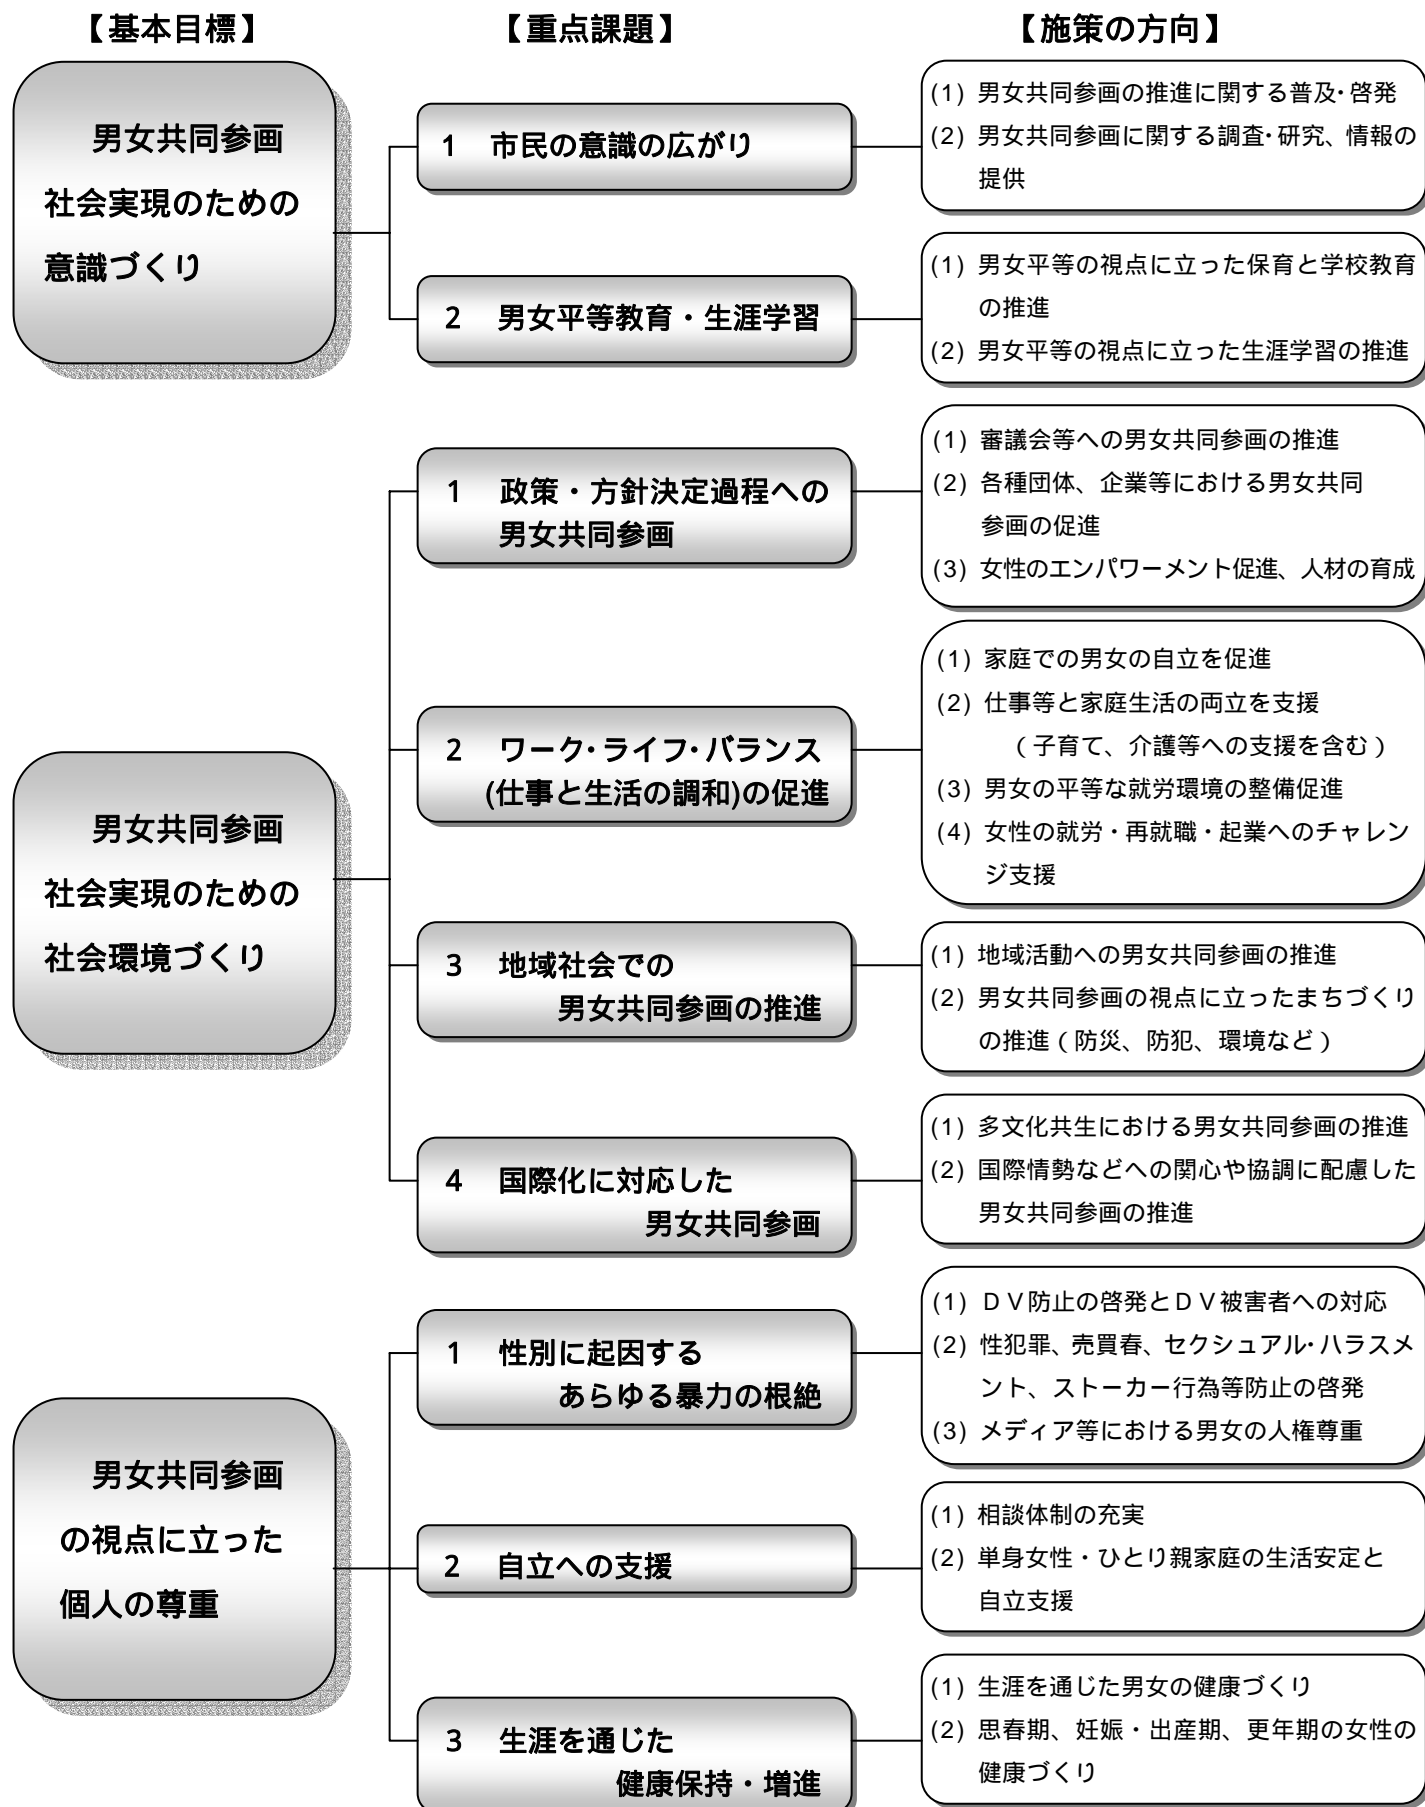 【基本目標】
【重点課題】
【施策の方向】
男女共同参画
社会実現のための
意識づくり
1 市民の意識の広がり
(1) 男女共同参画の推進に関する普及・啓発
(2) 男女共同参画に関する調査・研究、情報の
提供
2 男女平等教育・生涯学習
(1) 男女平等の視点に立った保育と学校教育
の推進
(2) 男女平等の視点に立った生涯学習の推進
男女共同参画
社会実現のための
社会環境づくり
1 政策・方針決定過程への
男女共同参画
(1) 審議会等への男女共同参画の推進
(2) 各種団体、企業等における男女共同
参画の促進
(3) 女性のエンパワーメント促進、人材の育成
2 ワーク・ライフ・バランス
(仕事と生活の調和)の促進
(1) 家庭での男女の自立を促進
(2) 仕事等と家庭生活の両立を支援
(子育て、介護等への支援を含む)
(3) 男女の平等な就労環境の整備促進
(4) 女性の就労・再就職・起業へのチャレン
ジ支援
3 地域社会での
男女共同参画の推進
(1) 地域活動への男女共同参画の推進
(2) 男女共同参画の視点に立ったまちづくり
の推進(防災、防犯、環境など)
4 国際化に対応した
男女共同参画
(1) 多文化共生における男女共同参画の推進
(2) 国際情勢などへの関心や協調に配慮した
男女共同参画の推進
男女共同参画
の視点に立った
個人の尊重
1 性別に起因する
あらゆる暴力の根絶
(1) DV防止の啓発とDV被害者への対応
(2) 性犯罪、売買春、セクシュアル・ハラスメ
ント、ストーカー行為等防止の啓発
(3) メディア等における男女の人権尊重
2 自立への支援
(1) 相談体制の充実
(2) 単身女性・ひとり親家庭の生活安定と
自立支援
3 生涯を通じた
健康保持・増進
(1) 生涯を通じた男女の健康づくり
(2) 思春期、妊娠・出産期、更年期の女性の
健康づくり